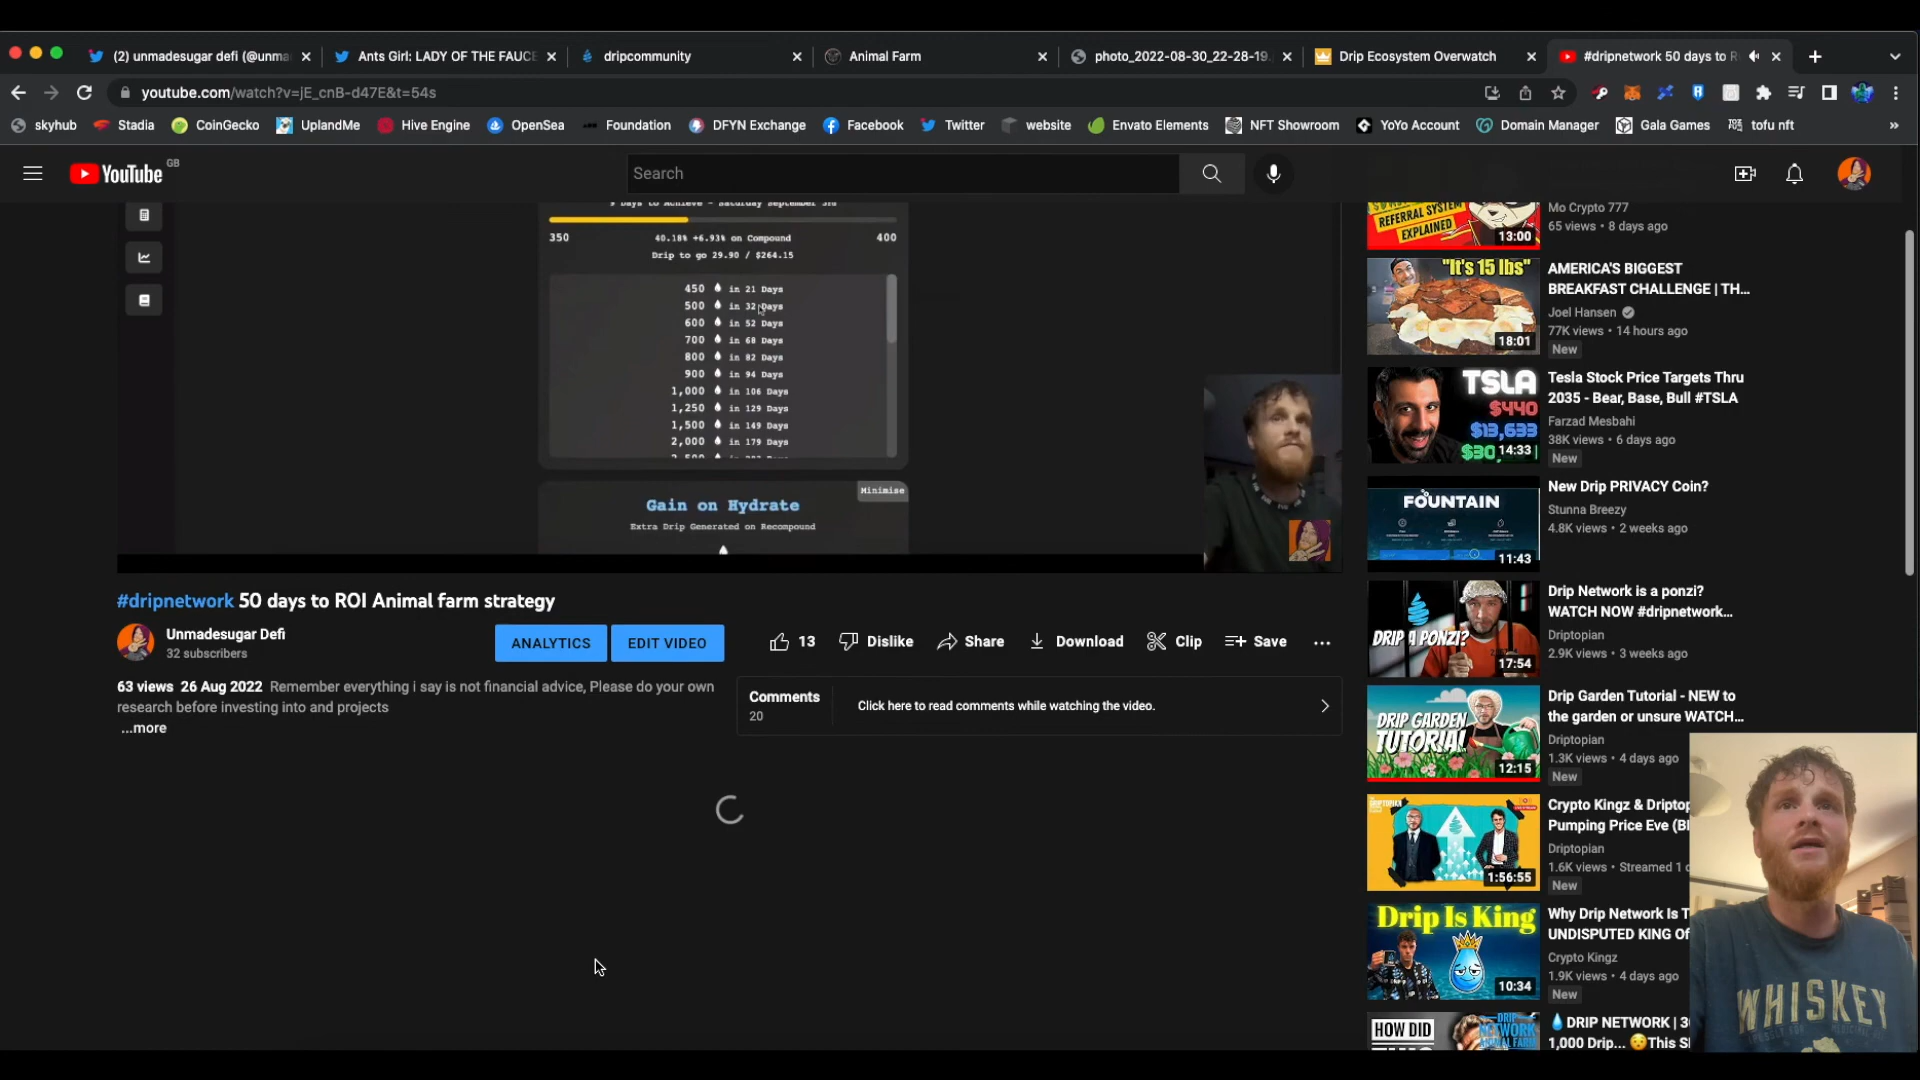 (2) unmadesugar defi (@unma
Ants Girl: LADY OF THE FAUCE
dripcommunity
Animal Farm
photo_2022-08-30_22-28-19.
Drip Ecosystem Overwatch
#dripnetwork 50 days to R
youtube.com/watch?v=jE_cnB-d47E&t=54s
skyhub
Stadia
CoinGecko
UplandMe
Hive Engine
OpenSea
Foundation
DFYN Exchange
Facebook
Twitter
website
Envato Elements
NFT Showroom
YoYo Account
Domain Manager
Gala Games
tofu nft
YouTube GB
Search
Days to Achieve - Saturday September 3rd
350
40.18% +6.93% on Compound
400
Drip to go 29.90 / $264.15
450 in 21 Days
500 in 32 Days
600 in 52 Days
700 in 68 Days
800 in 82 Days
900 in 94 Days
1,000 in 106 Days
1,250 in 129 Days
1,500 in 149 Days
2,000 in 179 Days
Minimise
Gain on Hydrate
Extra Drip Generated on Recompound
#dripnetwork 50 days to ROI Animal farm strategy
Unmadesugar Defi
32 subscribers
ANALYTICS
EDIT VIDEO
13
Dislike
Share
Download
Clip
Save
63 views 26 Aug 2022 Remember everything i say is not financial advice, Please do your own
research before investing into and projects
...more
Comments
20
Click here to read comments while watching the video.
REFERRAL SYSTEM
EXPLAINED
13:00
Mo Crypto 777
65 views • 8 days ago
"It's 15 lbs"
18:01
AMERICA'S BIGGEST
BREAKFAST CHALLENGE | TH...
Joel Hansen
77K views • 14 hours ago
New
TSLA
$440
$13,633
$30,
14:33
Tesla Stock Price Targets Thru
2035 - Bear, Base, Bull #TSLA
Farzad Mesbahi
38K views • 6 days ago
New
FOUNTAIN
11:43
New Drip PRIVACY Coin?
Stunna Breezy
4.8K views • 2 weeks ago
DRIP A PONZI?
17:54
Drip Network is a ponzi?
WATCH NOW #dripnetwork...
Driptopian
2.9K views • 3 weeks ago
DRIP GARDEN
TUTORIAL
12:15
Drip Garden Tutorial - NEW to
the garden or unsure WATCH...
Driptopian
1.3K views • 4 days ago
New
1:56:55
Crypto Kingz & Driptop
Pumping Price Eve (B
Driptopian
1.6K views • Streamed 1
New
Drip Is King
10:34
Why Drip Network Is T
UNDISPUTED KING Of
Crypto Kingz
1.9K views • 4 days ago
New
HOW DID
DRIP
NETWORK
ANIMAL FARM
DRIP NETWORK | 3
1,000 Drip... This S
WHISKEY